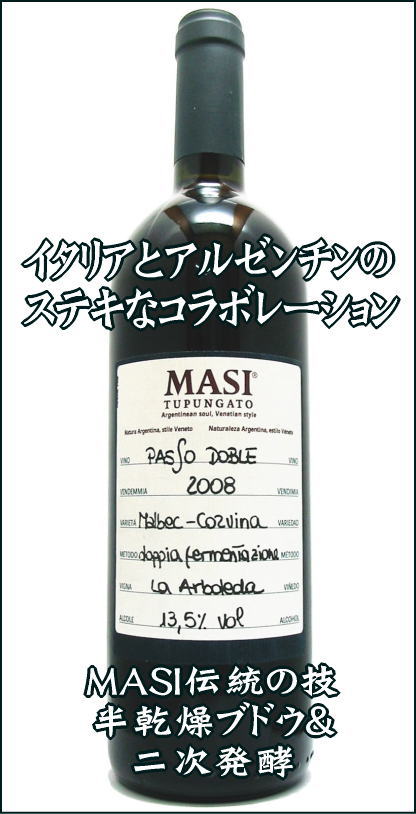 イタリアとアルゼンチンの
ステキなコラボレーション
MASI®
TUPUNGATO
Argentinean soul, Venetian style
Natura Argentina, stile Veneto Naturaleza Argentina, estilo Véneto
VINO PASSO DOBLE VINO
VENDEMMIA 2008 VENDIMIA
VARIETÀ Malbec-Corvina VARIEDAD
METODO doppia fermentazione METODO
VIGNA La Arboleda VIÑEDO
ALCOLE 13,5% vol ALCOHOL
MASI伝統の技
半乾燥ブドウ&
二次発酵